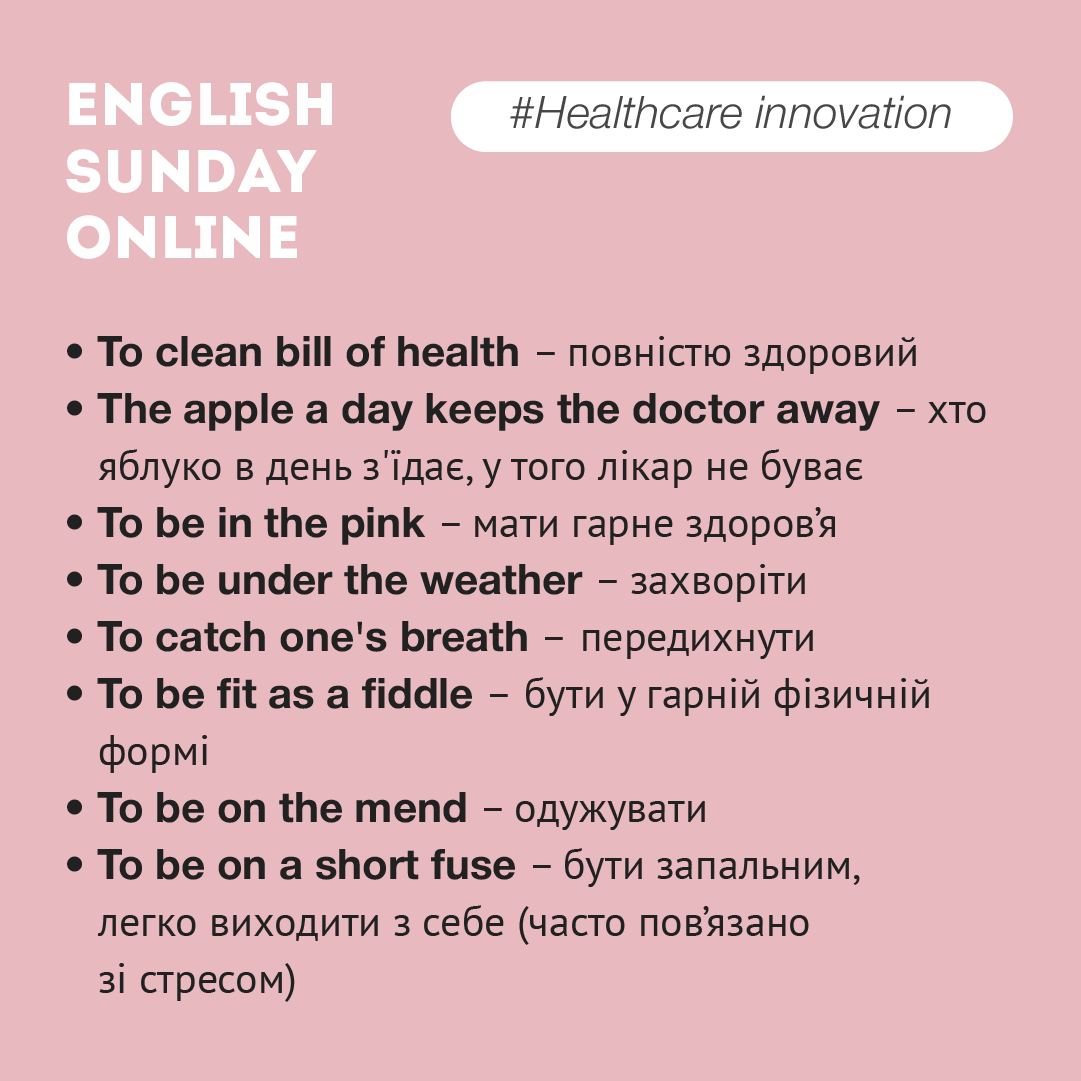 ENGLISH
SUNDAY
ONLINE
#Healthcare innovation
• To clean bill of health – повністю здоровий
• The apple a day keeps the doctor away – хто
яблуко в день з'їдає, у того лікар не буває
• To be in the pink – мати гарне здоров’я
• To be under the weather – захворіти
• To catch one's breath – передихнути
• To be fit as a fiddle – бути у гарній фізичній
формі
• To be on the mend – одужувати
• To be on a short fuse – бути запальним,
легко виходити з себе (часто пов’язано
зі стресом)